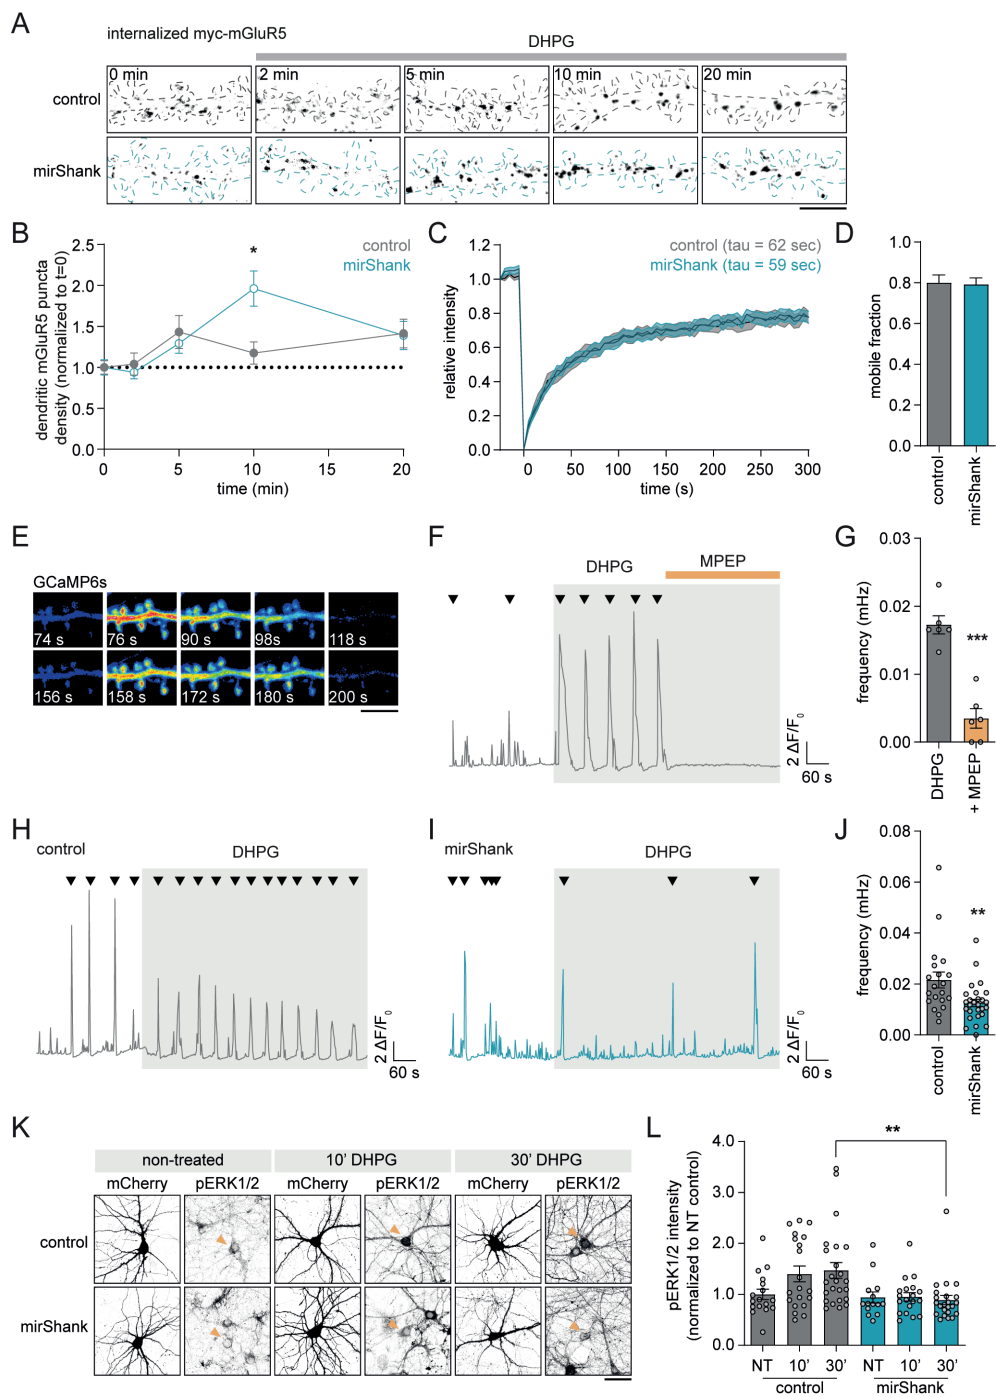 A
internalized myc-mGluR5
DHPG
0 min
2 min
5 min
10 min
20 min
control
mirShank
B
dendritic mGluR5 puncta
density (normalized to t=0)
2.5
2.0
1.5
1.0
0.5
0.0
*
control
mirShank
0
5
10
20
time (min)
C
relative intensity
1.2
1.0
0.8
0.6
0.4
0.2
0.0
control (tau = 62 sec)
mirShank (tau = 59 sec)
0
50
100
150
200
250
300
time (s)
D
mobile fraction
1.0
0.8
0.6
0.4
0.2
0.0
control
mirShank
E
GCaMP6s
74 s
76 s
90 s
98s
118 s
156 s
158 s
172 s
180 s
200 s
F
DHPG
MPEP
2 ΔF/F0
60 s
G
frequency (mHz)
0.03
0.02
0.01
0.00
***
DHPG
+ MPEP
H
control
DHPG
2 ΔF/F0
60 s
I
mirShank
DHPG
2 ΔF/F0
60 s
J
frequency (mHz)
0.08
0.06
0.04
0.02
0.00
**
control
mirShank
K
non-treated
10' DHPG
30' DHPG
mCherry
pERK1/2
mCherry
pERK1/2
mCherry
pERK1/2
control
mirShank
L
pERK1/2 intensity
(normalized to NT control)
4.0
3.0
2.0
1.0
0.0
**
NT
10'
30'
NT
10'
30'
control
mirShank